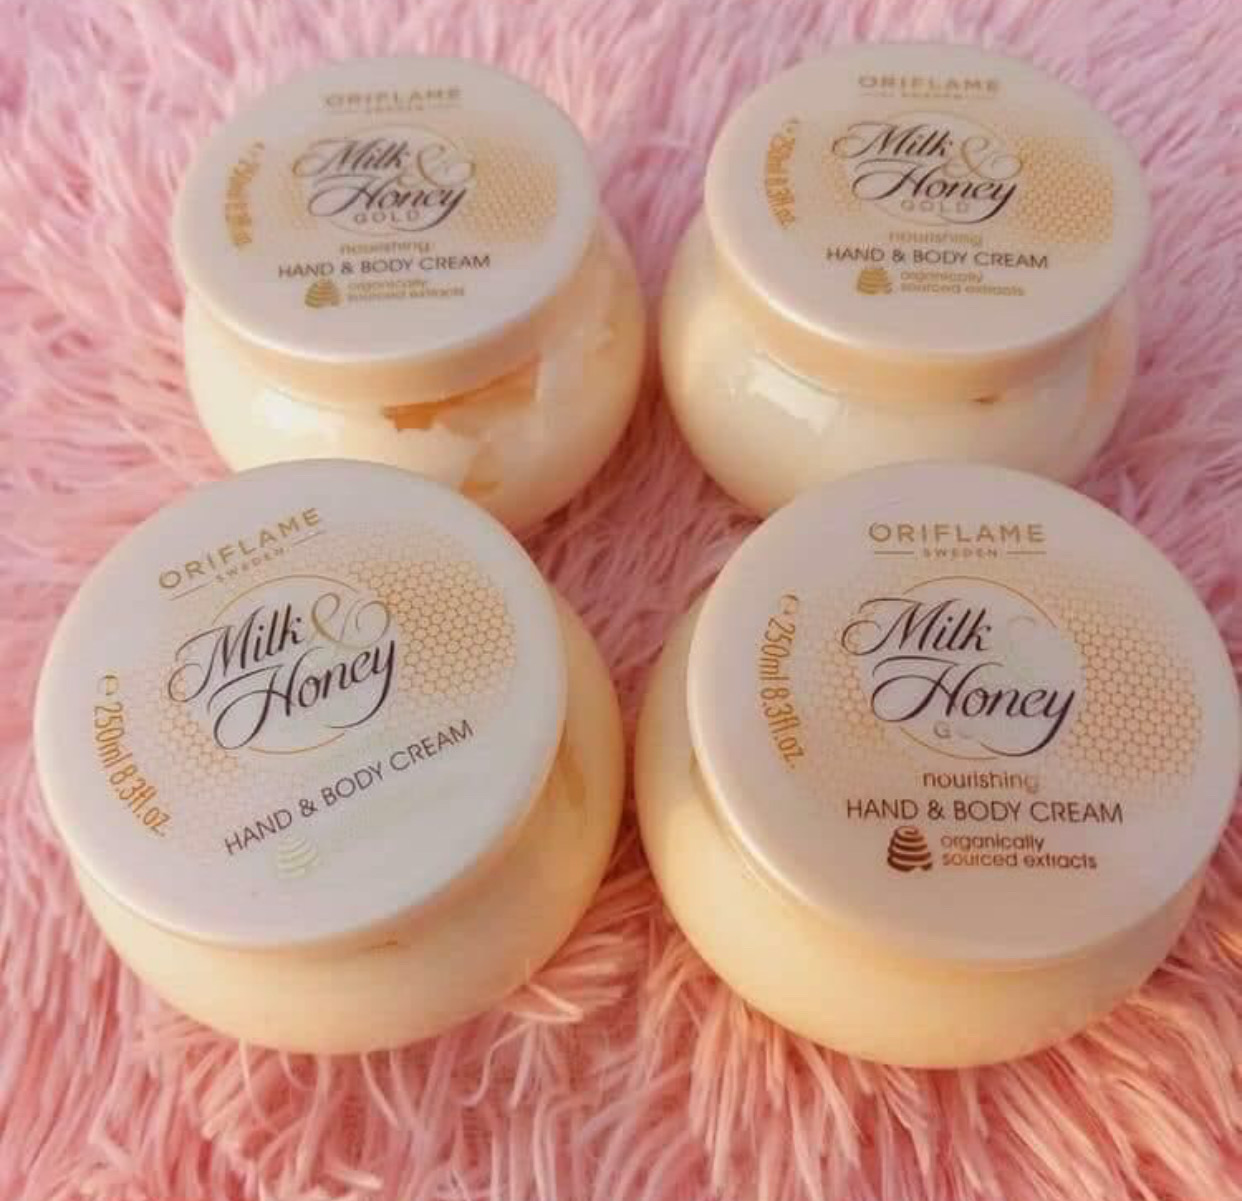 ORIFLAME
Milk &
Honey
GOLD
nourishing
HAND & BODY CREAM
organically
sourced extracts
ORIFLAME
Milk &
Honey
GOLD
nourishing
HAND & BODY CREAM
organically
sourced extracts
ORIFLAME
SWEDEN
Milk &
Honey
e 250ml 8.3fl.oz.
HAND & BODY CREAM
ORIFLAME
SWEDEN
Milk
Honey
e 250ml 8.3fl.oz.
nourishing
HAND & BODY CREAM
organically
sourced extracts